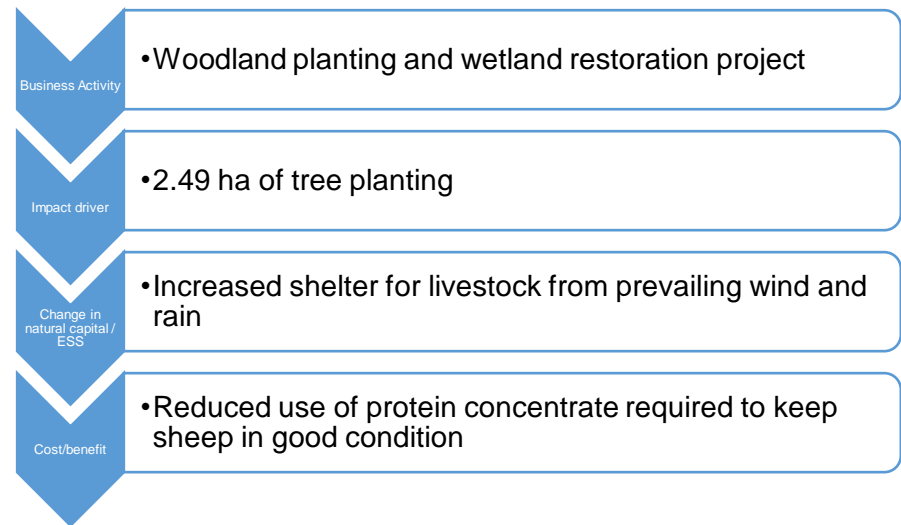 Business Activity
•Woodland planting and wetland restoration project
Impact driver
•2.49 ha of tree planting
Change in
natural capital /
ESS
•Increased shelter for livestock from prevailing wind and
rain
Cost/benefit
•Reduced use of protein concentrate required to keep
sheep in good condition